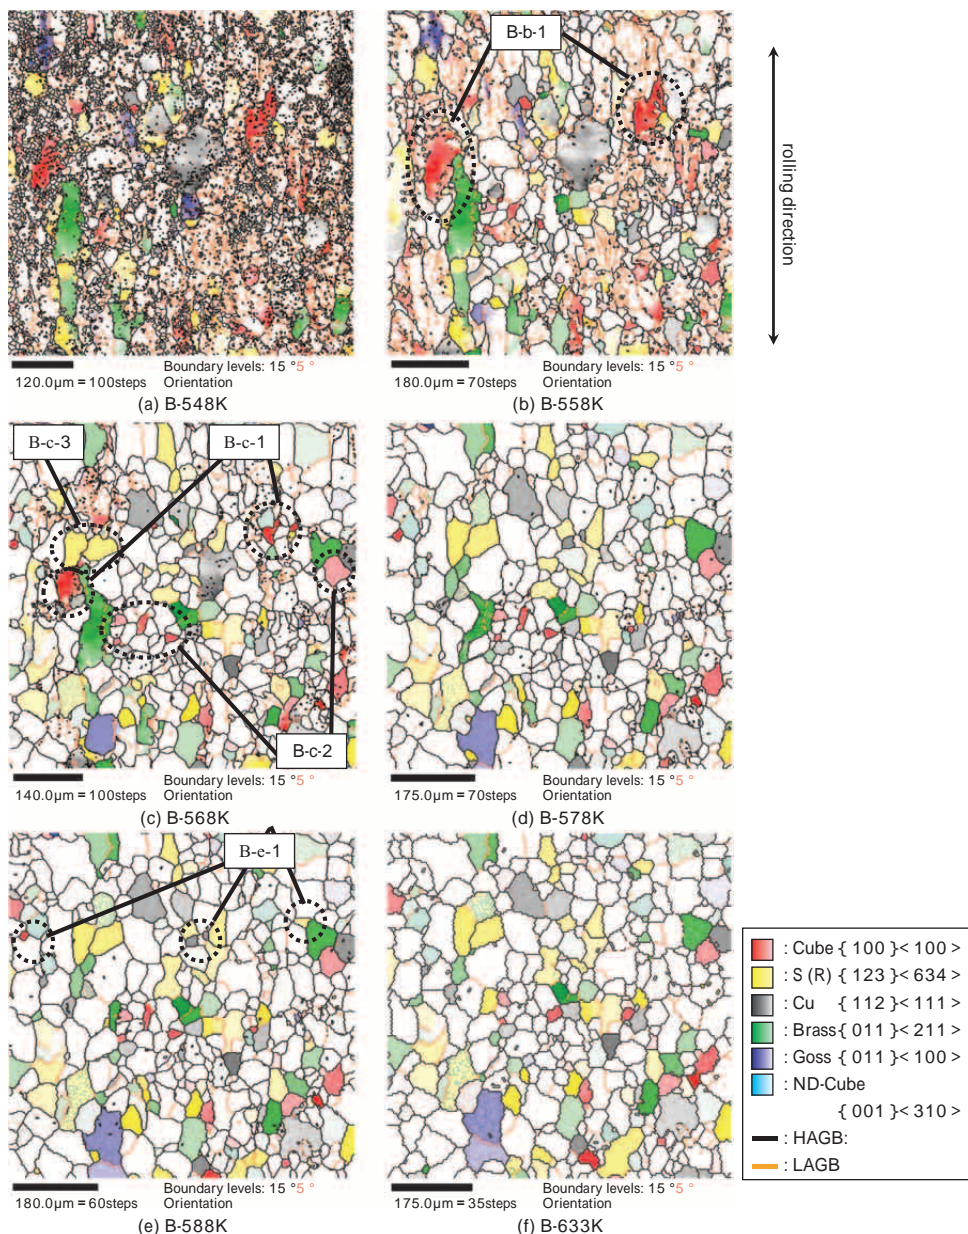 B-b-1
rolling direction
Boundary levels: 15 °5 °
120.0µm = 100steps Orientation
(a) B-548K
Boundary levels: 15 °5 °
180.0µm = 70steps Orientation
(b) B-558K
B-c-3
B-c-1
B-c-2
Boundary levels: 15 °5 °
140.0µm = 100steps Orientation
(c) B-568K
Boundary levels: 15 °5 °
175.0µm = 70steps Orientation
(d) B-578K
B-e-1
Boundary levels: 15 °5 °
180.0µm = 60steps Orientation
(e) B-588K
Boundary levels: 15 °5 °
175.0µm = 35steps Orientation
(f) B-633K
: Cube { 100 }< 100 >
: S (R) { 123 }< 634 >
: Cu { 112 }< 111 >
: Brass { 011 }< 211 >
: Goss { 011 }< 100 >
: ND-Cube
{ 001 }< 310 >
: HAGB:
: LAGB